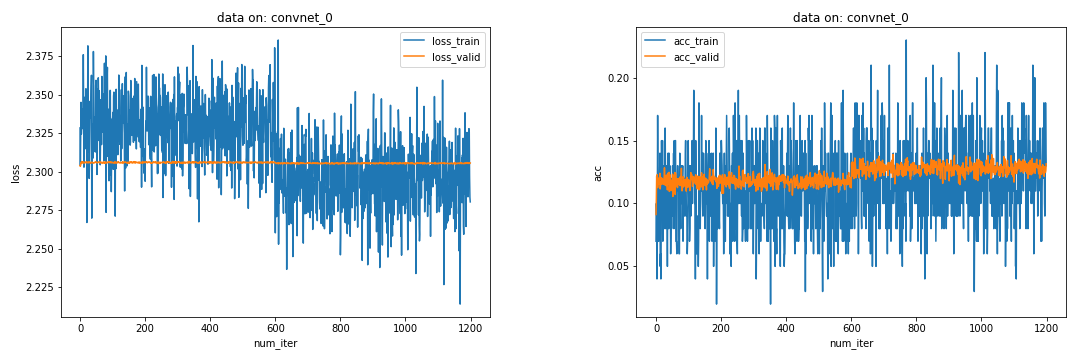 data on: convnet_0
loss_train
loss_valid
2.375
2.350
2.325
2.300
2.275
2.250
2.225
loss
0 200 400 600 800 1000 1200
num_iter
data on: convnet_0
acc_train
acc_valid
0.20
0.15
0.10
0.05
acc
0 200 400 600 800 1000 1200
num_iter